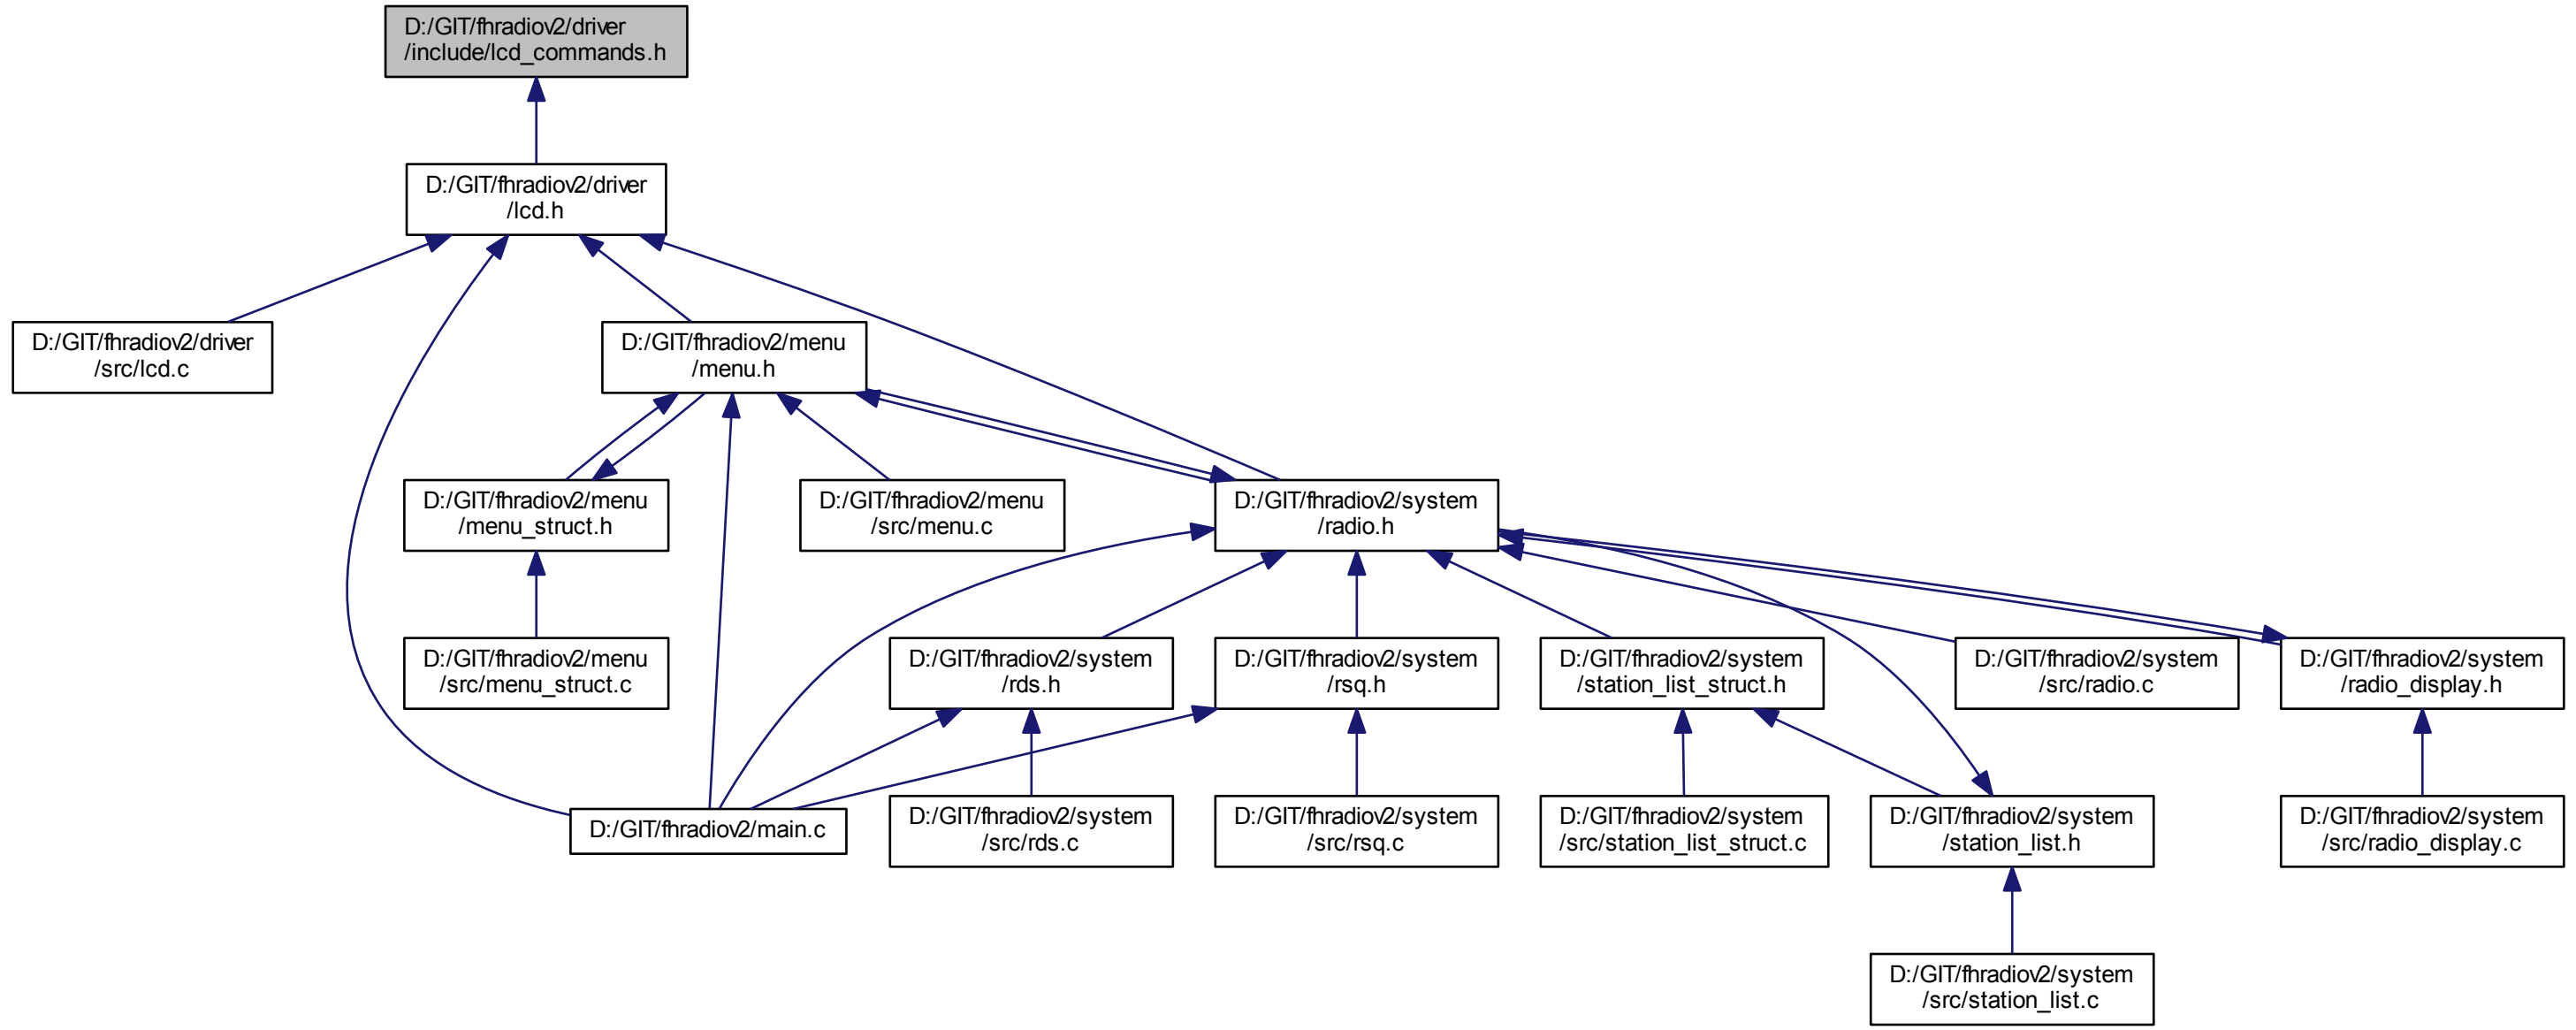 D:/GIT/fhradiov2/driver
/include/lcd_commands.h
D:/GIT/fhradiov2/driver
/lcd.h
D:/GIT/fhradiov2/driver
/src/lcd.c
D:/GIT/fhradiov2/menu
/menu.h
D:/GIT/fhradiov2/menu
/menu_struct.h
D:/GIT/fhradiov2/menu
/src/menu.c
D:/GIT/fhradiov2/system
/radio.h
D:/GIT/fhradiov2/menu
/src/menu_struct.c
D:/GIT/fhradiov2/system
/rds.h
D:/GIT/fhradiov2/system
/rsq.h
D:/GIT/fhradiov2/system
/station_list_struct.h
D:/GIT/fhradiov2/system
/src/radio.c
D:/GIT/fhradiov2/system
/radio_display.h
D:/GIT/fhradiov2/main.c
D:/GIT/fhradiov2/system
/src/rds.c
D:/GIT/fhradiov2/system
/src/rsq.c
D:/GIT/fhradiov2/system
/src/station_list_struct.c
D:/GIT/fhradiov2/system
/station_list.h
D:/GIT/fhradiov2/system
/src/radio_display.c
D:/GIT/fhradiov2/system
/src/station_list.c